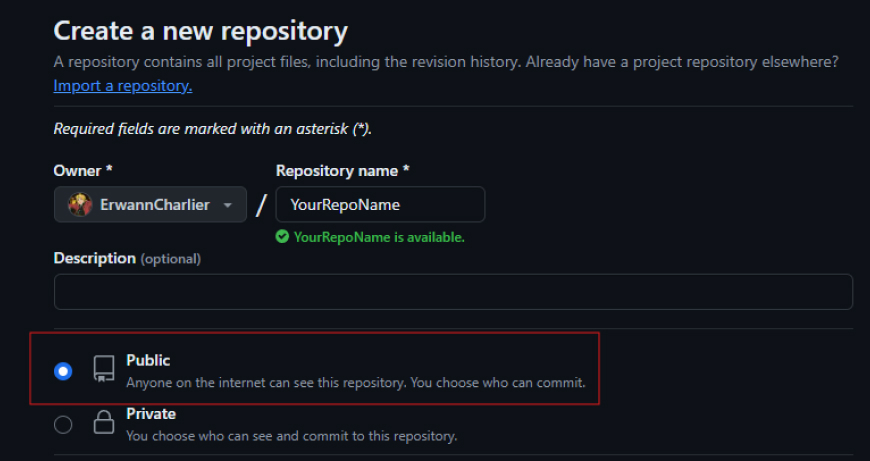 Create a new repository
A repository contains all project files, including the revision history. Already have a project repository elsewhere?
Import a repository.
Required fields are marked with an asterisk (*).
Owner *
Repository name *
ErwannCharlier
/
YourRepoName
YourRepoName is available.
Description (optional)
Public
Anyone on the internet can see this repository. You choose who can commit.
Private
You choose who can see and commit to this repository.